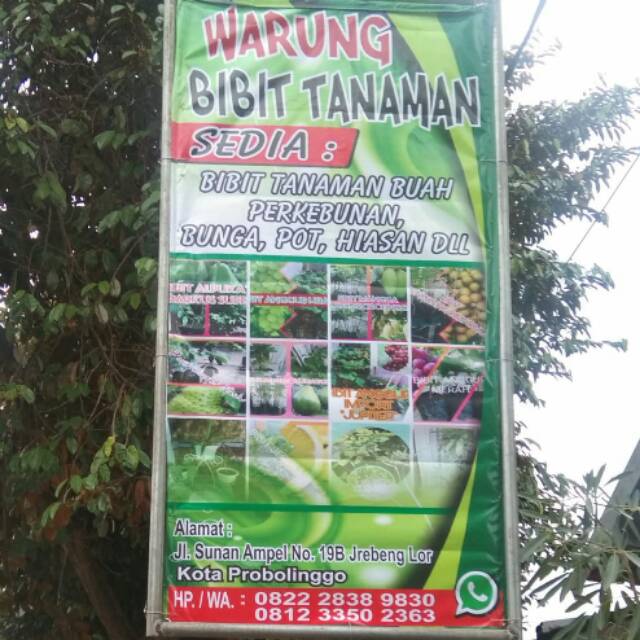 WARUNG
BIBIT TANAMAN
SEDIA :
BIBIT TANAMAN BUAH
PERKEBUNAN,
BUNGA, POT, HIASAN DLL
Alamat :
Jl. Sunan Ampel No. 19B Jrebeng Lor
Kota Probolinggo
HP. / WA. : 0822 2838 9830
0812 3350 2363